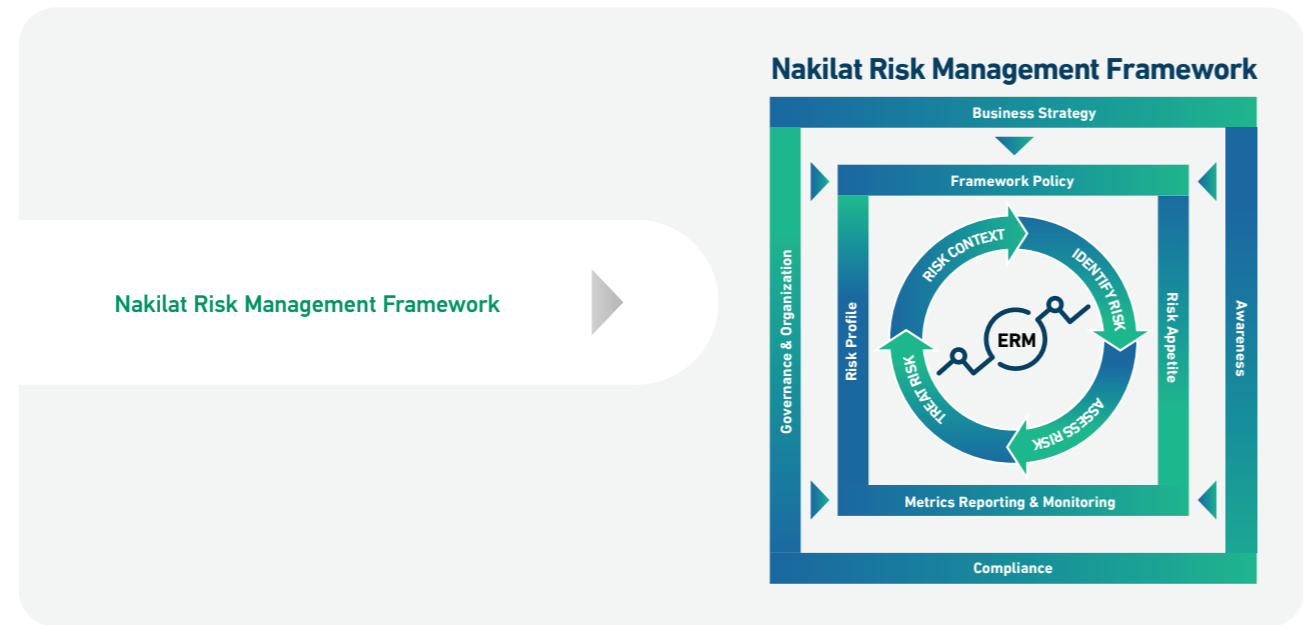 Nakilat Risk Management Framework
Nakilat Risk Management Framework
Business Strategy
Framework Policy
Governance & Organization
Risk Profile
RISK CONTEXT
IDENTIFY RISK
ERM
TREAT RISK
ASSESS RISK
Risk Appetite
Awareness
Metrics Reporting & Monitoring
Compliance